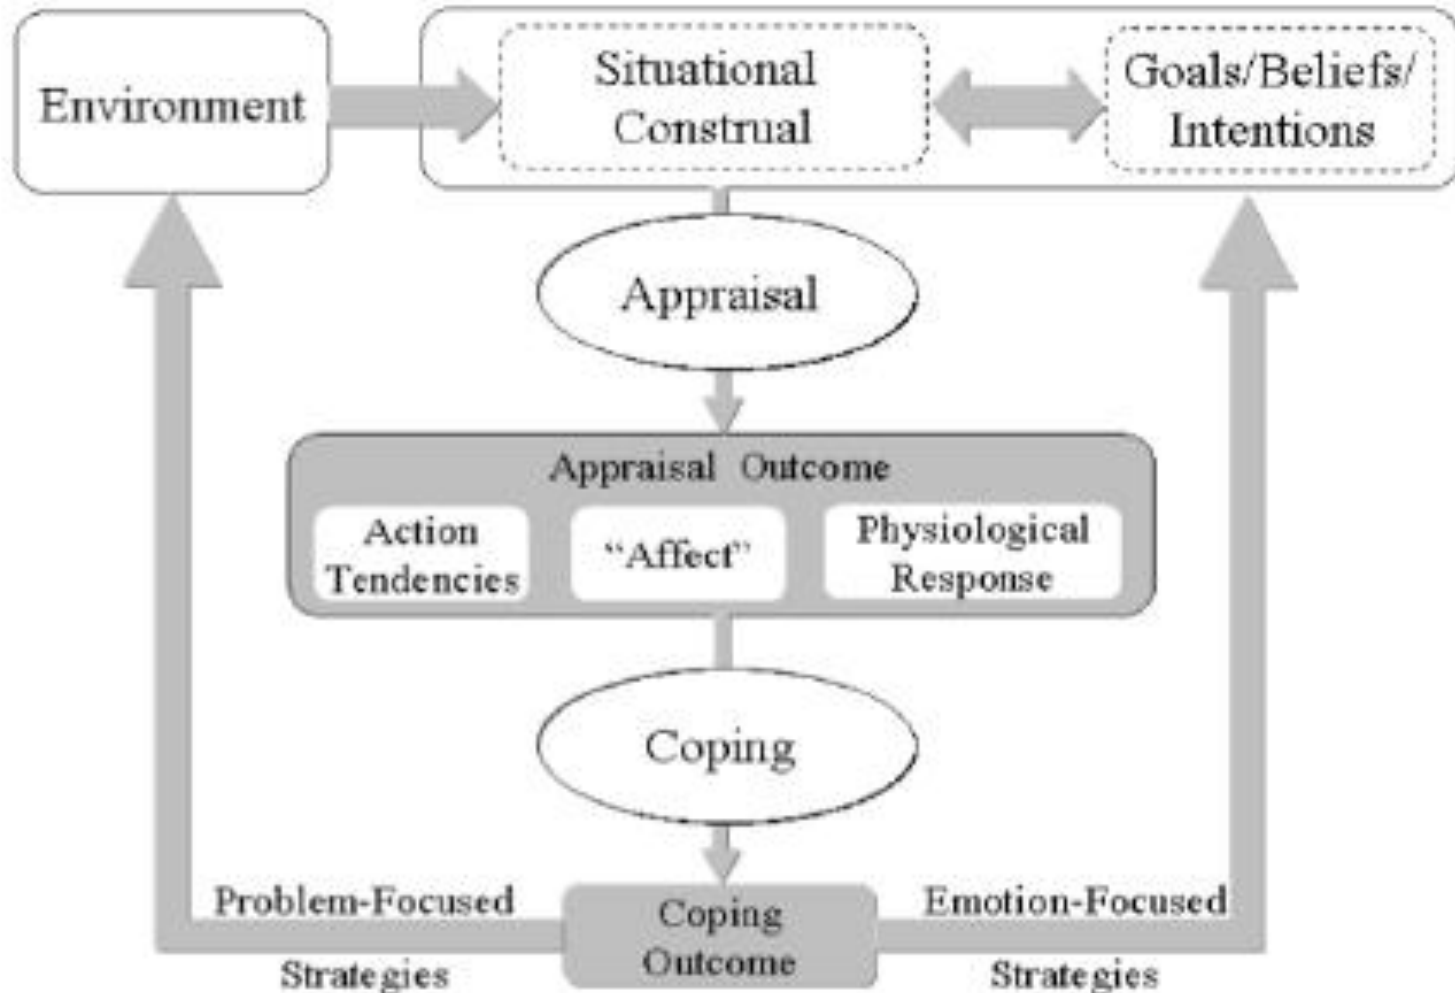 Environment
Situational
Construal
Goals/Beliefs/
Intentions
Appraisal
Appraisal Outcome
Action
Tendencies
“Affect”
Physiological
Response
Coping
Problem-Focused
Strategies
Coping
Outcome
Emotion-Focused
Strategies